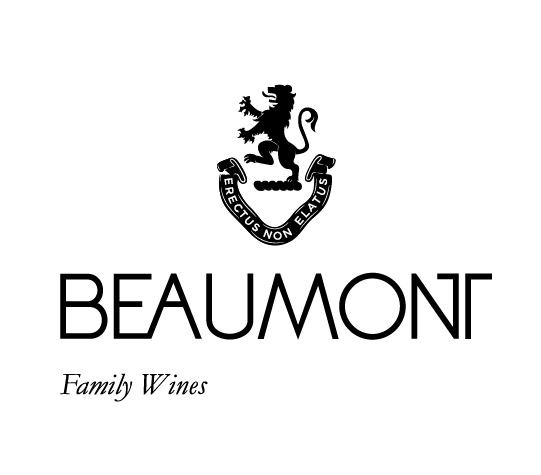 ERECTUS NON ELATUS
BEAUMONT
Family Wines